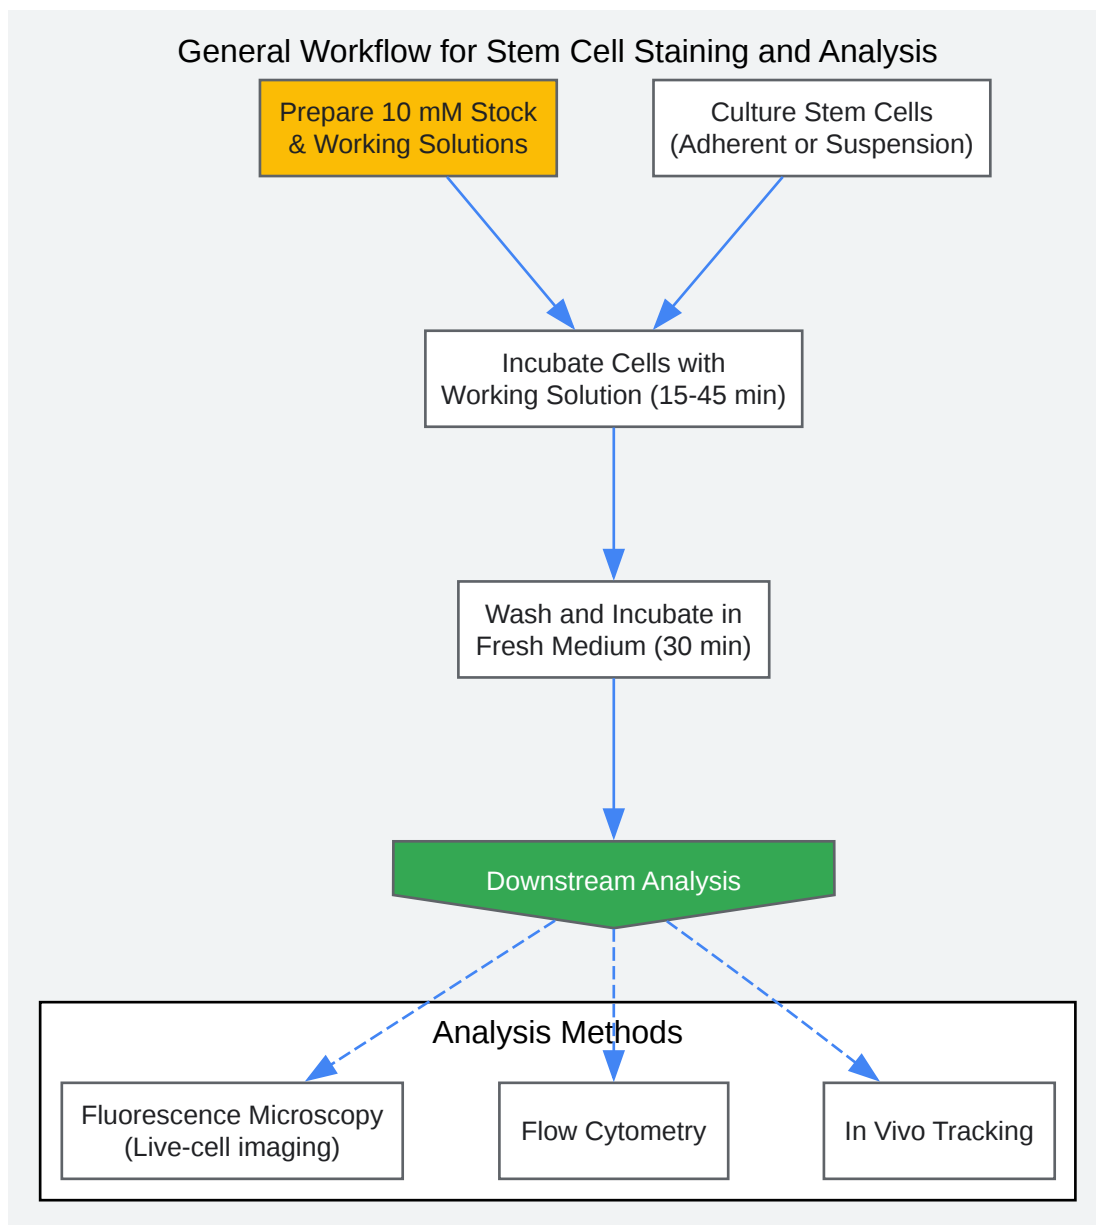 General Workflow for Stem Cell Staining and Analysis
Prepare 10 mM Stock
& Working Solutions
Culture Stem Cells
(Adherent or Suspension)
Incubate Cells with
Working Solution (15-45 min)
Wash and Incubate in
Fresh Medium (30 min)
Downstream Analysis
Analysis Methods
Fluorescence Microscopy
(Live-cell imaging)
Flow Cytometry
In Vivo Tracking